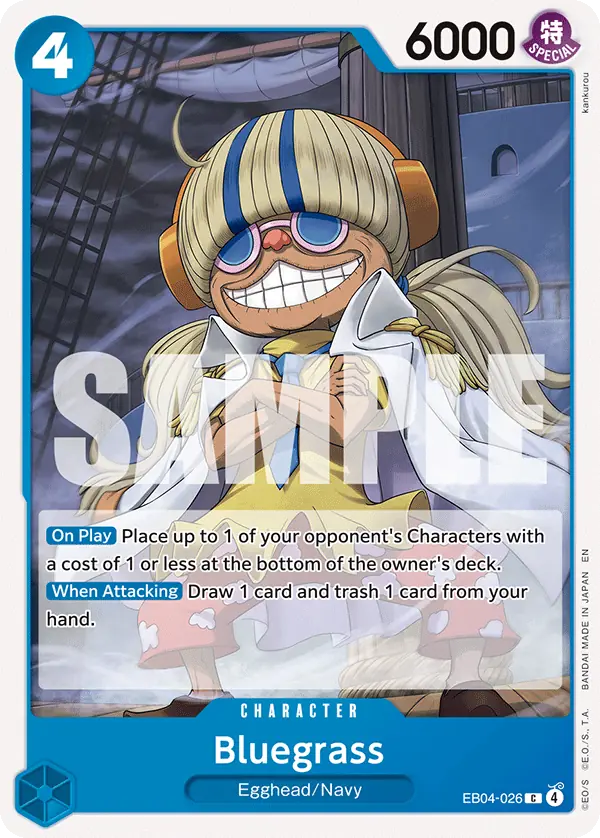 4
6000
特
SPECIAL
kankurou
SAMPLE
On Play Place up to 1 of your opponent's Characters with
a cost of 1 or less at the bottom of the owner's deck.
When Attacking Draw 1 card and trash 1 card from your
hand.
©E.O/S ©E.O./S., T.A. BANDAI MADE IN JAPAN EN
CHARACTER
Bluegrass
Egghead/Navy
EB04-026 C 4